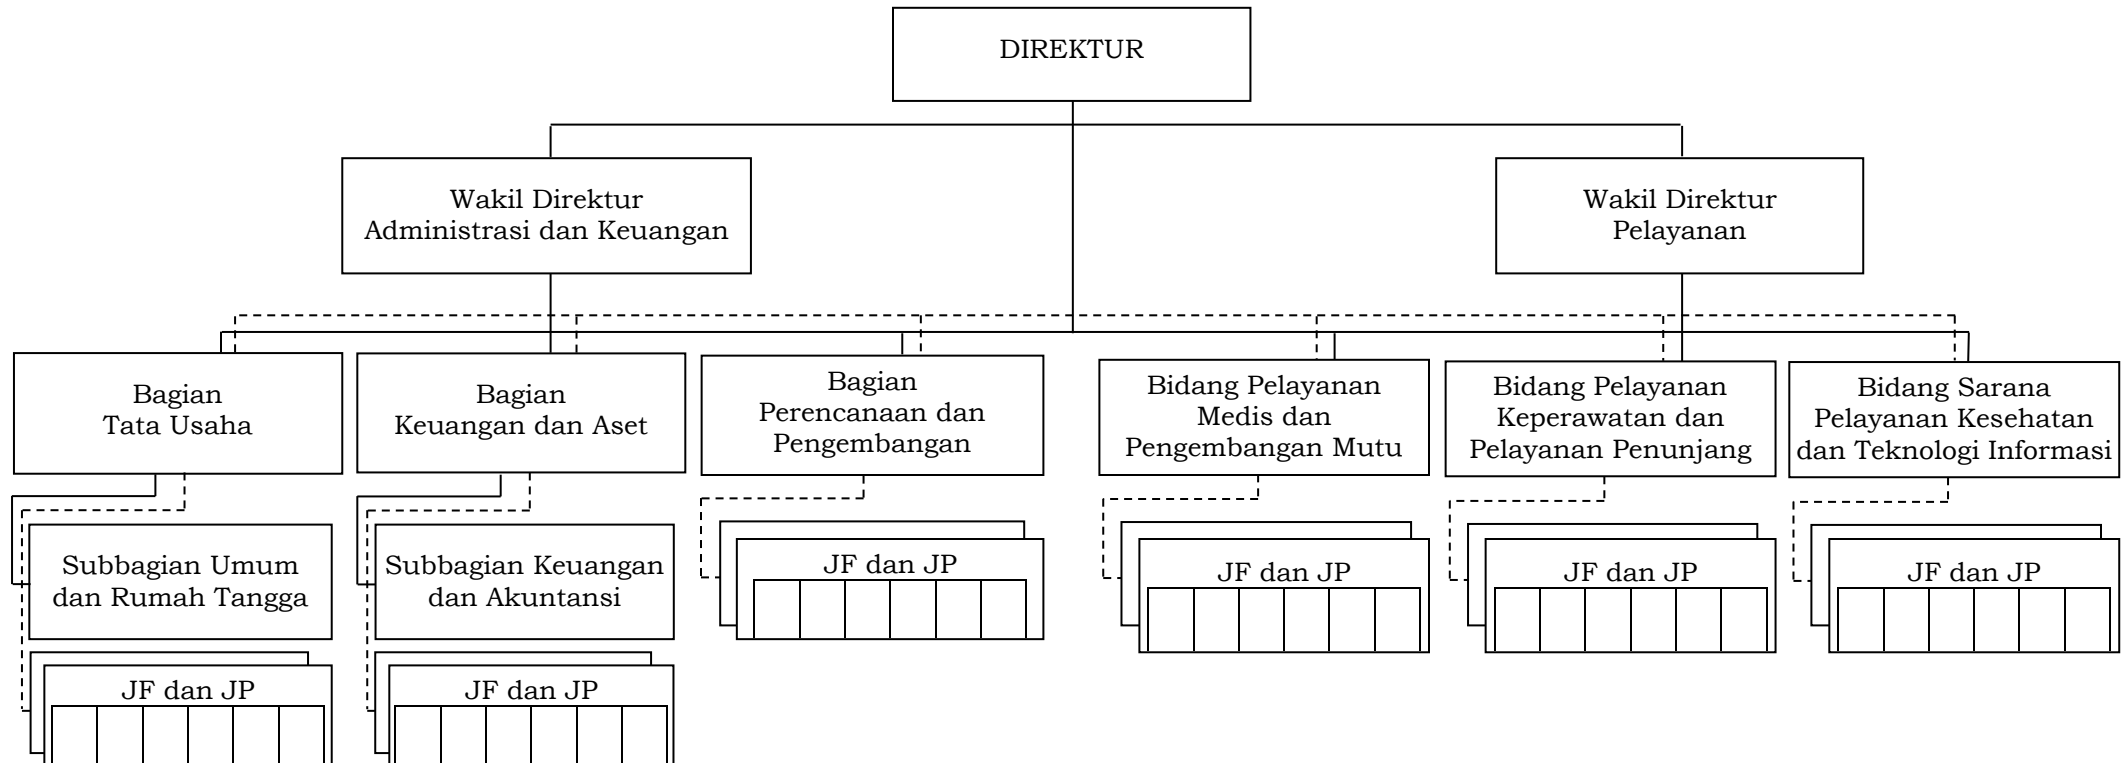 DIREKTUR
Wakil Direktur
Administrasi dan Keuangan
Wakil Direktur
Pelayanan
Bagian
Tata Usaha
Bagian
Keuangan dan Aset
Bagian
Perencanaan dan
Pengembangan
Bidang Pelayanan
Medis dan
Pengembangan Mutu
Bidang Pelayanan
Keperawatan dan
Pelayanan Penunjang
Bidang Sarana
Pelayanan Kesehatan
dan Teknologi Informasi
Subbagian Umum
dan Rumah Tangga
Subbagian Keuangan
dan Akuntansi
JF dan JP
JF dan JP
JF dan JP
JF dan JP
JF dan JP
JF dan JP